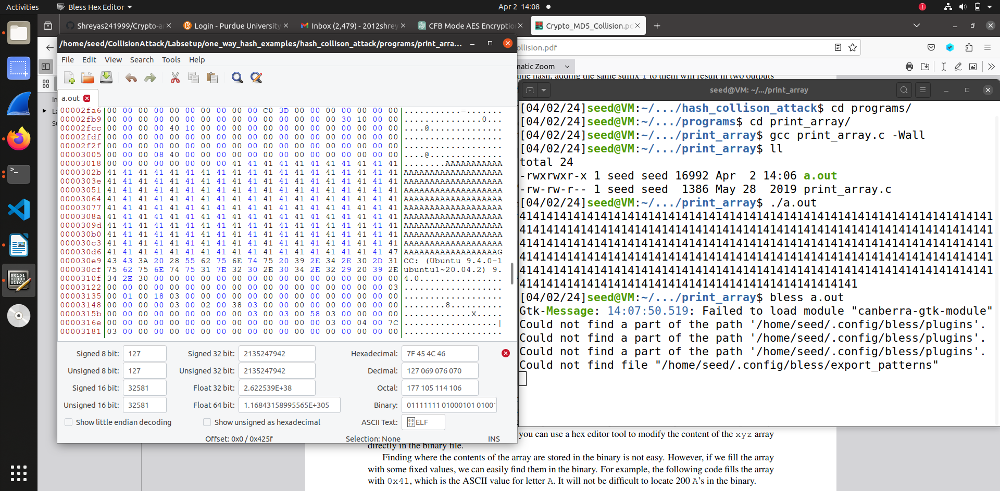 Activities
Bless Hex Editor
Apr 2 14:08
Shreyas241999/Crypto-a
Login - Purdue University
Inbox (2,479) - 2012shrey
CFB Mode AES Encryptio
Crypto_MD5_Collision.pd
ollision.pdf
matic Zoom
/home/seed/CollisionAttack/Labsetup/one_way_hash_examples/hash_collison_attack/programs/print_arra...
File Edit View Search Tools Help
a.out
00002fa6 00 00 00 00 00 00 00 00 00 00 C0 3D 00 00 00 00 00 00 00 ...........=.......
00002fb9 00 00 00 00 00 00 00 00 00 00 00 00 00 00 00 30 10 00 00 ...............0...
00002fcc 00 00 00 00 40 10 00 00 00 00 00 00 00 00 00 00 00 00 00 ....@..............
00002fdf 00 00 00 00 00 00 00 00 00 00 00 00 00 00 00 00 00 00 00 ...................
00002f2f 00 00 00 00 00 00 00 00 00 00 00 00 00 00 00 00 00 00 00 ...................
00003005 00 00 00 08 40 00 00 00 00 00 00 00 00 00 00 00 00 00 00 ....@..............
00003018 00 00 00 00 00 00 00 00 41 41 41 41 41 41 41 41 41 41 41 ........AAAAAAAAAAA
0000302b 41 41 41 41 41 41 41 41 41 41 41 41 41 41 41 41 41 41 41 AAAAAAAAAAAAAAAAAAA
0000303e 41 41 41 41 41 41 41 41 41 41 41 41 41 41 41 41 41 41 41 AAAAAAAAAAAAAAAAAAA
00003051 41 41 41 41 41 41 41 41 41 41 41 41 41 41 41 41 41 41 41 AAAAAAAAAAAAAAAAAAA
00003064 41 41 41 41 41 41 41 41 41 41 41 41 41 41 41 41 41 41 41 AAAAAAAAAAAAAAAAAAA
00003077 41 41 41 41 41 41 41 41 41 41 41 41 41 41 41 41 41 41 41 AAAAAAAAAAAAAAAAAAA
0000308a 41 41 41 41 41 41 41 41 41 41 41 41 41 41 41 41 41 41 41 AAAAAAAAAAAAAAAAAAA
0000309d 41 41 41 41 41 41 41 41 41 41 41 41 41 41 41 41 41 41 41 AAAAAAAAAAAAAAAAAAA
000030b0 41 41 41 41 41 41 41 41 41 41 41 41 41 41 41 41 41 41 41 AAAAAAAAAAAAAAAAAAA
000030c3 41 41 41 41 41 41 41 41 41 41 41 41 41 41 41 41 41 41 41 AAAAAAAAAAAAAAAAAAA
000030d6 41 41 41 41 41 41 41 41 41 41 41 41 41 41 41 41 41 41 47 AAAAAAAAAAAAAAAAAAG
000030e9 43 43 3A 20 28 55 62 75 6E 74 75 20 39 2E 34 2E 30 2D 31 CC: (Ubuntu 9.4.0-1
000030cf 75 62 75 6E 74 75 31 7E 32 30 2E 30 34 2E 32 29 20 39 2E ubuntu1~20.04.2) 9.
0000310f 34 2E 30 00 00 00 00 00 00 00 00 00 00 00 00 00 00 00 00 4.0................
00003122 00 00 00 00 00 00 00 00 00 00 00 00 00 00 00 00 00 00 03 ...................
00003135 00 01 00 18 03 00 00 00 00 00 00 00 00 00 00 00 00 00 00 ...................
00003148 00 00 00 00 03 00 02 00 38 03 00 00 00 00 00 00 00 00 00 ........8..........
0000315b 00 00 00 00 00 00 00 00 00 03 00 03 00 58 03 00 00 00 00 .............X.....
0000316e 00 00 00 00 00 00 00 00 00 00 00 00 00 00 03 00 04 00 7C ..................|
00003181 03 00 00 00 00 00 00 00 00 00 00 00 00 00 00 00 00 00 00 ...................
Signed 8 bit: 127 Signed 32 bit: 2135247942 Hexadecimal: 7F 45 4C 46
Unsigned 8 bit: 127 Unsigned 32 bit: 2135247942 Decimal: 127 069 076 070
Signed 16 bit: 32581 Float 32 bit: 2.622539E+38 Octal: 177 105 114 106
Unsigned 16 bit: 32581 Float 64 bit: 1.16843158995565E+305 Binary: 01111111 01000101 0100
Show little endian decoding Show unsigned as hexadecimal ASCII Text: ELF
Offset: 0x0 / 0x425f Selection: None INS
seed@VM: ~/.../print_array
[04/02/24]seed@VM:~/.../hash_collison_attack$ cd programs/
[04/02/24]seed@VM:~/.../programs$ cd print_array/
[04/02/24]seed@VM:~/.../print_array$ gcc print_array.c -Wall
[04/02/24]seed@VM:~/.../print_array$ ll
total 24
-rwxrwxr-x 1 seed seed 16992 Apr  2 14:06 a.out
-rw-rw-r-- 1 seed seed  1386 May 28  2019 print_array.c
[04/02/24]seed@VM:~/.../print_array$ ./a.out
4141414141414141414141414141414141414141414141414141414141414141414141
4141414141414141414141414141414141414141414141414141414141414141414141
4141414141414141414141414141414141414141414141414141414141414141414141
4141414141414141414141414141414141414141414141414141414141414141414141
4141414141414141414141414141414141414141414141414141414141414141414141
41414141414141414141414141414141414141414141414141
[04/02/24]seed@VM:~/.../print_array$ bless a.out
Gtk-Message: 14:07:50.519: Failed to load module "canberra-gtk-module"
Could not find a part of the path '/home/seed/.config/bless/plugins'.
Could not find a part of the path '/home/seed/.config/bless/plugins'.
Could not find a part of the path '/home/seed/.config/bless/plugins'.
Could not find file "/home/seed/.config/bless/export_patterns"
you can use a hex editor tool to modify the content of the xyz array
directly in the binary file.
Finding where the contents of the array are stored in the binary is not easy. However, if we fill the array
with some fixed values, we can easily find them in the binary. For example, the following code fills the array
with 0x41, which is the ASCII value for letter A. It will not be difficult to locate 200 A's in the binary.